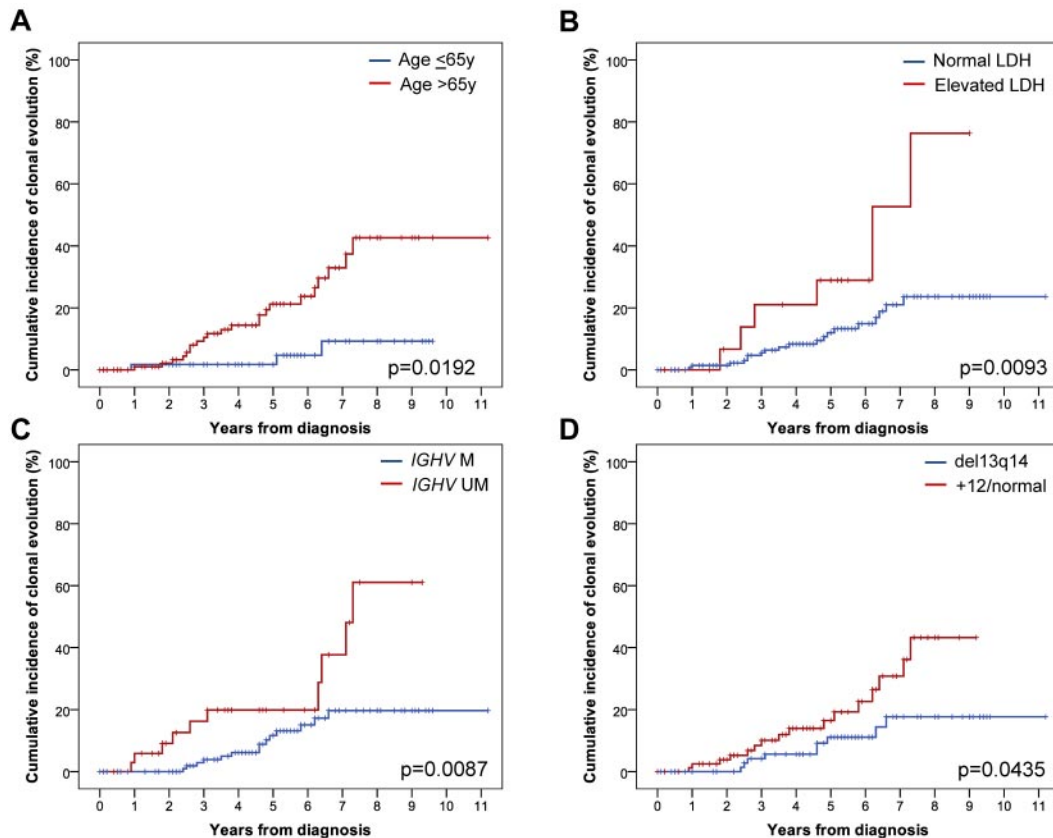 A
Cumulative incidence of clonal evolution (%)
100
80
60
40
20
0
Age ≤65y
Age >65y
p=0.0192
0 1 2 3 4 5 6 7 8 9 10 11
Years from diagnosis
B
Cumulative incidence of clonal evolution (%)
100
80
60
40
20
0
Normal LDH
Elevated LDH
p=0.0093
0 1 2 3 4 5 6 7 8 9 10 11
Years from diagnosis
C
Cumulative incidence of clonal evolution (%)
100
80
60
40
20
0
IGHV M
IGHV UM
p=0.0087
0 1 2 3 4 5 6 7 8 9 10 11
Years from diagnosis
D
Cumulative incidence of clonal evolution (%)
100
80
60
40
20
0
del13q14
+12/normal
p=0.0435
0 1 2 3 4 5 6 7 8 9 10 11
Years from diagnosis